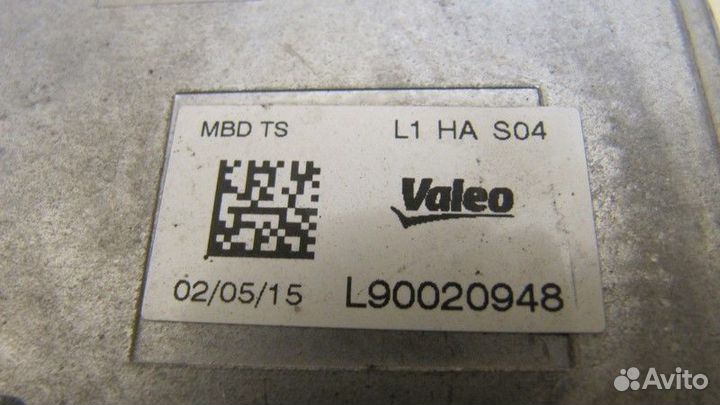 MBD TS L1 HA S04
Valeo
02/05/15 L90020948
Avito